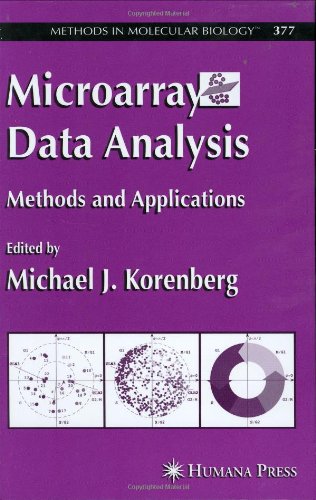 METHODS IN MOLECULAR BIOLOGY™ 377
Microarray
Data Analysis
Methods and Applications
Edited by
Michael J. Korenberg
HUMANA PRESS